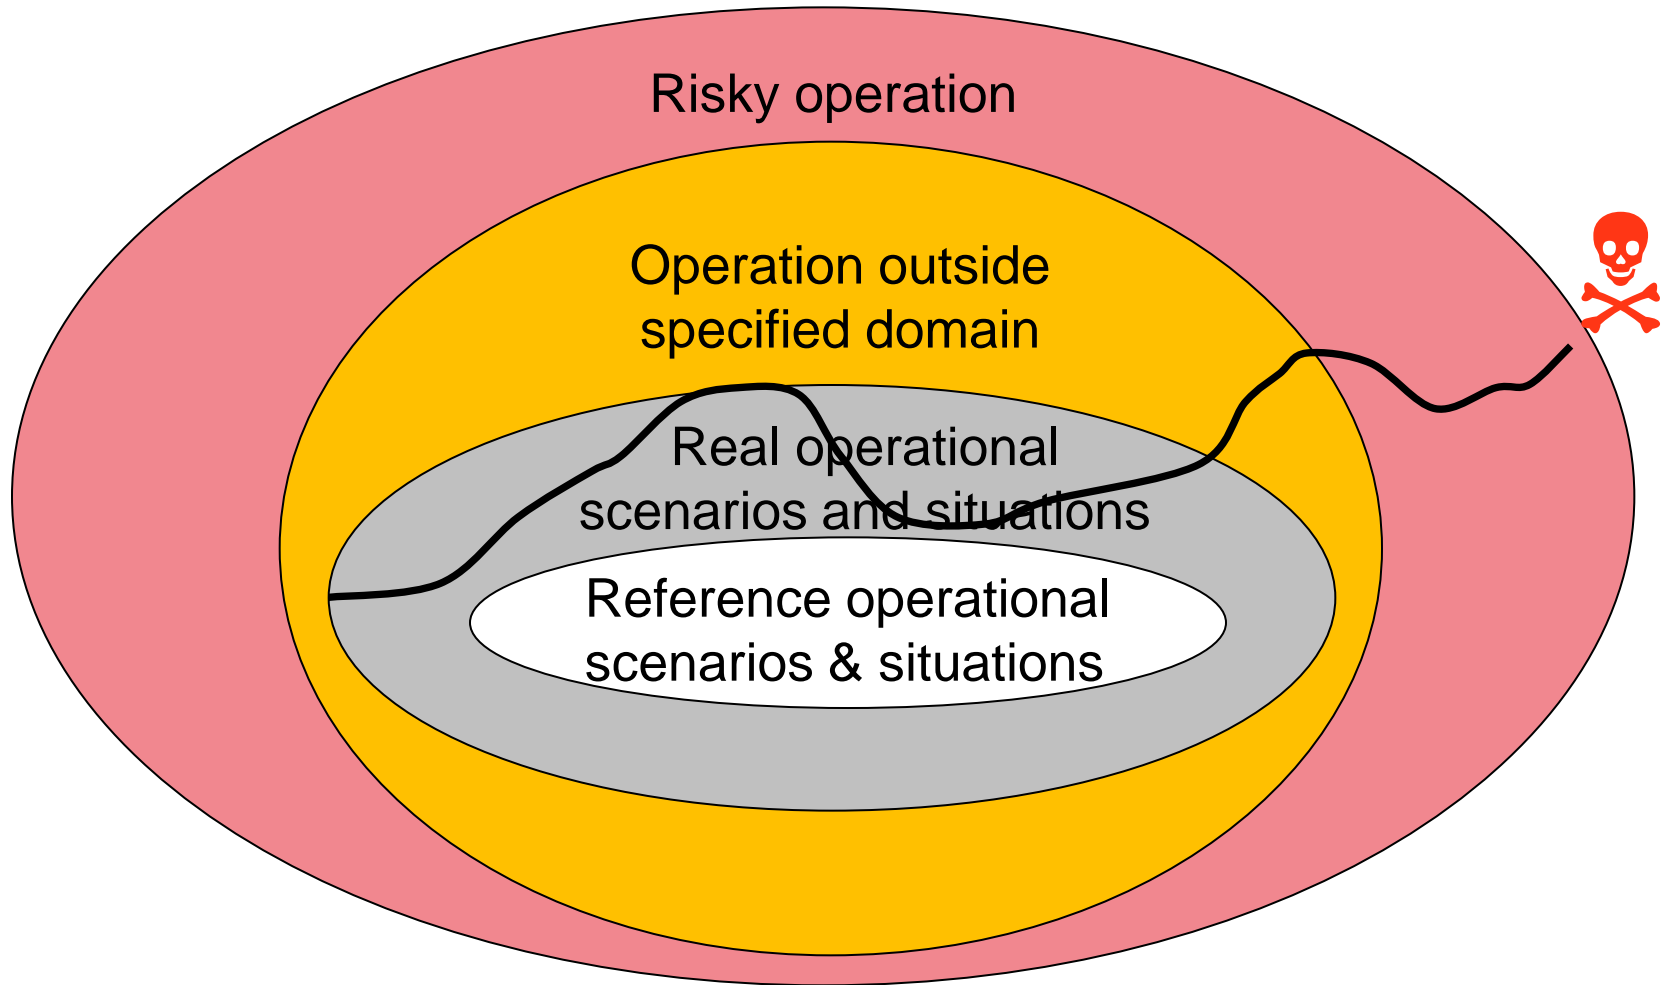 Risky operation
Operation outside
specified domain
Real operational
scenarios and situations
Reference operational
scenarios & situations